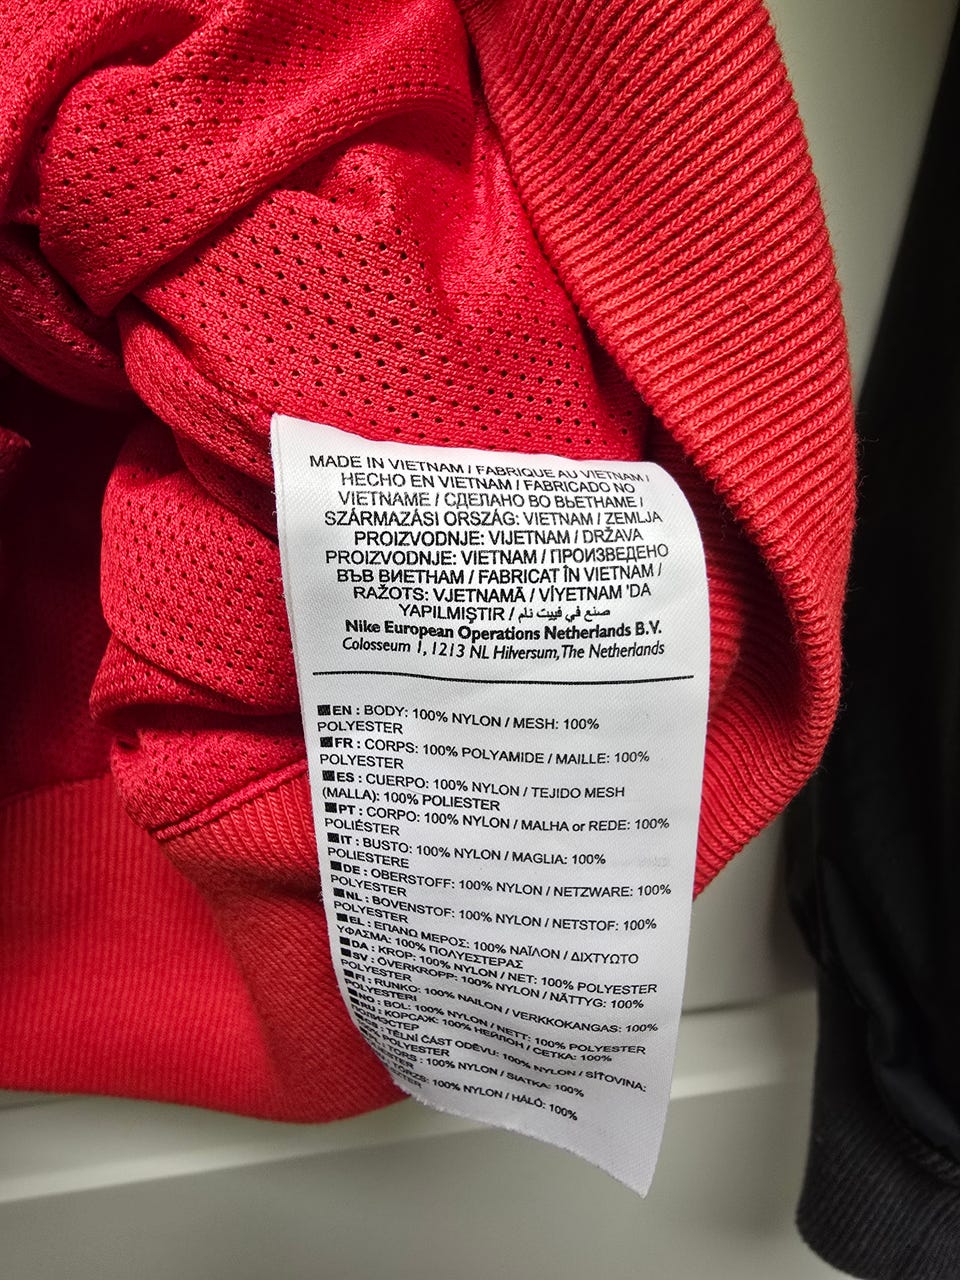 MADE IN VIETNAM / FABRIQUE AU VIETNAM /
HECHO EN VIETNAM / FABRICADO NO
VIETNAME / СДЕЛАНО ВО ВЬЕТНАМЕ /
SZÁRMAZÁSI ORSZÁG: VIETNAM / ZEMLJA
PROIZVODNJE: VIJETNAM / DRŽAVA
PROIZVODNJE: VIETNAM / ПРОИЗВЕДЕНО
ВЪВ ВИЕТНАМ / FABRICAT ÎN VIETNAM /
RAŽOTS: VJETNAMĀ / VİYETNAM 'DA
YAPILMIŞTIR / صنع في فييت نام
Nike European Operations Netherlands B.V.
Colosseum 1, 1213 NL Hilversum, The Netherlands
EN : BODY: 100% NYLON / MESH: 100%
POLYESTER
FR : CORPS: 100% POLYAMIDE / MAILLE: 100%
POLYESTER
ES : CUERPO: 100% NYLON / TEJIDO MESH
(MALLA): 100% POLIESTER
PT : CORPO: 100% NYLON / MALHA or REDE: 100%
POLIÉSTER
IT : BUSTO: 100% NYLON / MAGLIA: 100%
POLIESTERE
DE : OBERSTOFF: 100% NYLON / NETZWARE: 100%
POLYESTER
NL : BOVENSTOF: 100% NYLON / NETSTOF: 100%
POLYESTER
EL : ΕΠΑΝΩ ΜΕΡΟΣ: 100% ΝΑΪΛΟΝ / ΔΙΧΤΥΩΤΟ
ΥΦΑΣΜΑ: 100% ΠΟΛΥΕΣΤΕΡΑΣ
DA : KROP: 100% NYLON / NET: 100% POLYESTER
SV : ÖVERKROPP: 100% NYLON / NÄTTYG: 100%
POLYESTER
FI : RUNKO: 100% NAILON / VERKKOKANGAS: 100%
POLYESTERI
NO : BOL: 100% NYLON / NETT: 100% POLYESTER
RU : КОРСАЖ: 100% НЕЙЛОН / СЕТКА: 100%
ПОЛИЭСТЕР
TĚLNÍ ČÁST ODĚVU: 100% NYLON / SÍŤOVINA:
POLYESTER
TORS : 100% NYLON / SIATKA: 100%
TÖRZS: 100% NYLON / HÁLÓ: 100%